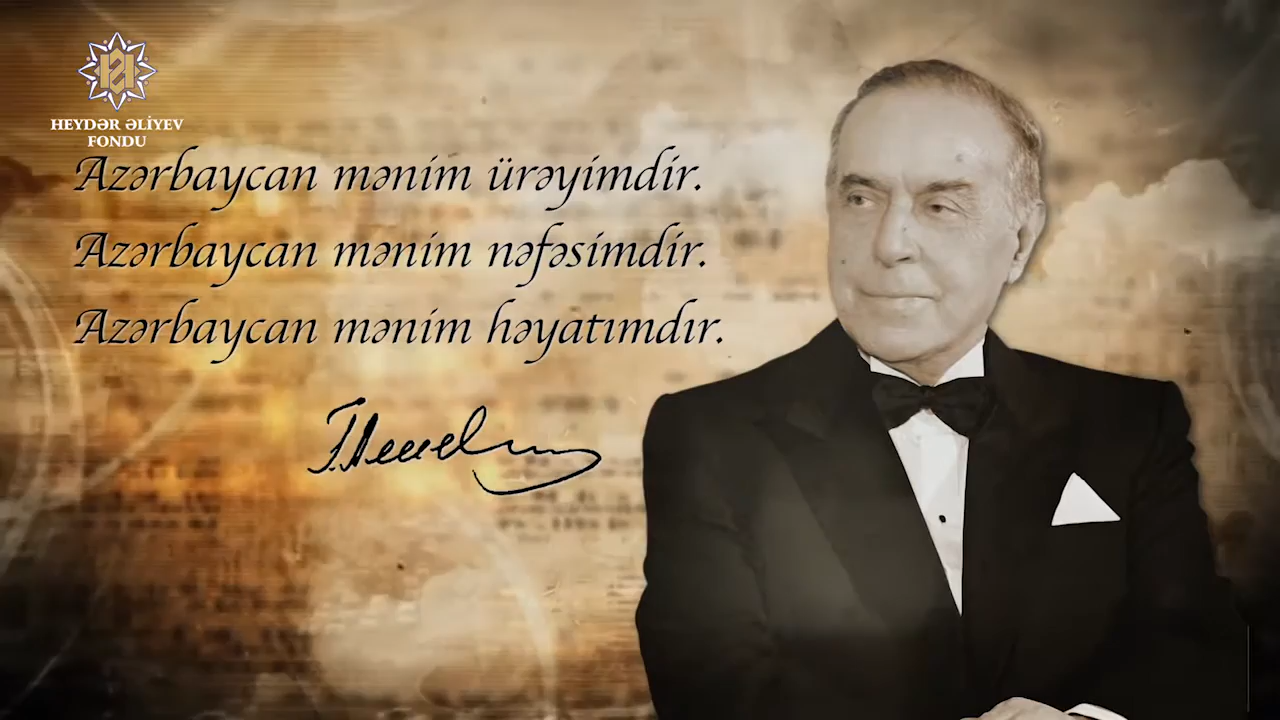 HEYDƏR ƏLİYEV
FONDU
Azərbaycan mənim ürəyimdir.
Azərbaycan mənim nəfəsimdir.
Azərbaycan mənim həyatımdır.